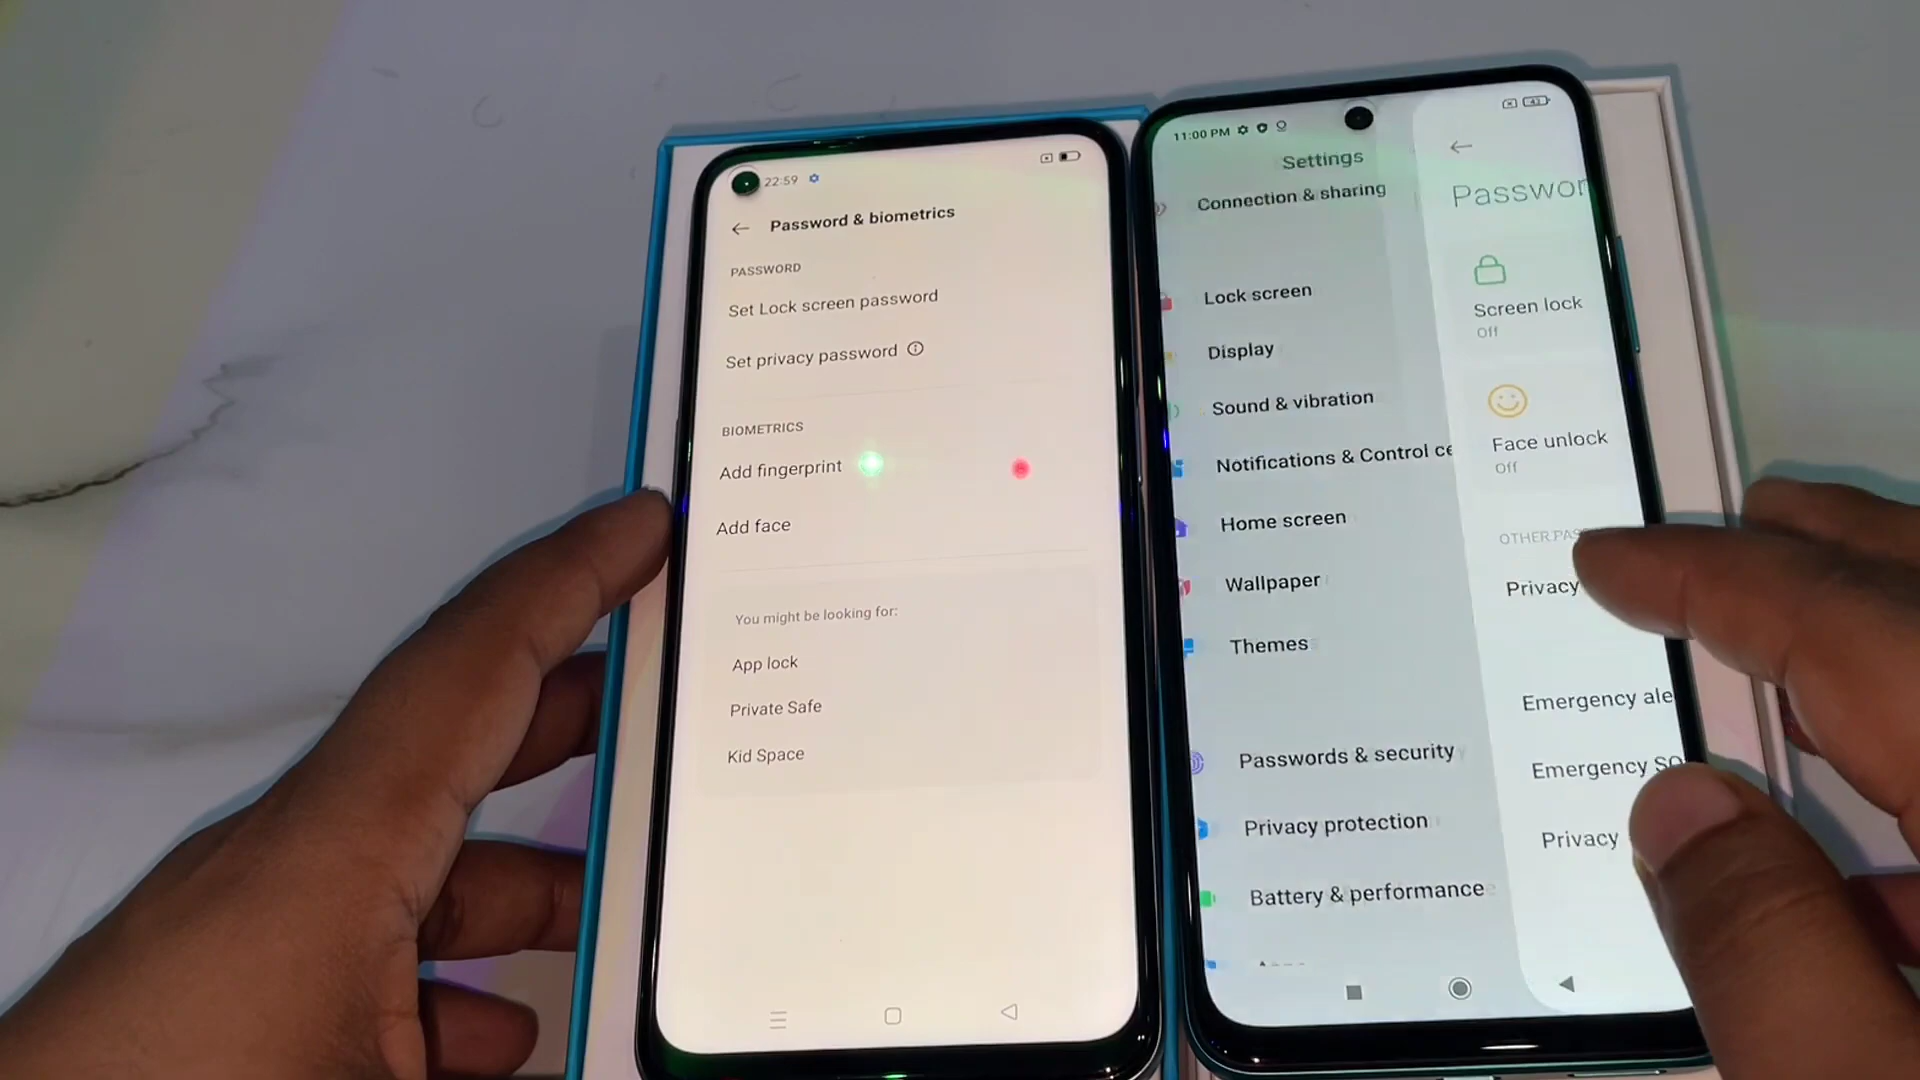 22:59
Password & biometrics
PASSWORD
Set Lock screen password
Set privacy password
BIOMETRICS
Add fingerprint
Add face
You might be looking for:
App lock
Private Safe
Kid Space
11:00 PM
43
Settings
Connection & sharing
Lock screen
Display
Sound & vibration
Notifications & Control ce
Home screen
Wallpaper
Themes
Passwords & security
Privacy protection
Battery & performance
Passwor
Screen lock
Off
Face unlock
Off
OTHER PAS
Privacy
Emergency ale
Emergency SO
Privacy